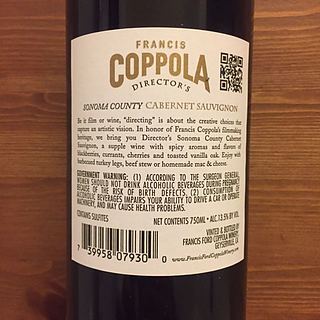 FRANCIS
COPPOLA
DIRECTOR'S
SONOMA COUNTY CABERNET SAUVIGNON
Be it film or wine, "directing" is about the creative choices that
capture an artistic vision. In honor of Francis Coppola's filmmaking
heritage, we bring you Director's Sonoma County Cabernet
Sauvignon, a supple wine with spicy aromas and flavors of
blackberries, currants, cherries and toasted vanilla oak. Enjoy with
barbecued turkey legs, beef stew or homemade mac & cheese.
GOVERNMENT WARNING: (1) ACCORDING TO THE SURGEON GENERAL,
WOMEN SHOULD NOT DRINK ALCOHOLIC BEVERAGES DURING PREGNANCY
BECAUSE OF THE RISK OF BIRTH DEFECTS. (2) CONSUMPTION OF
ALCOHOLIC BEVERAGES IMPAIRS YOUR ABILITY TO DRIVE A CAR OR OPERATE
MACHINERY, AND MAY CAUSE HEALTH PROBLEMS.
CONTAINS SULFITES
NET CONTENTS 750ML • ALC.13.5% BY VOL.
VINTED & BOTTLED BY
FRANCIS FORD COPPOLA WINERY
GEYSERVILLE, CA
www.FrancisFordCoppolaWinery.com
7 39958 07930 0